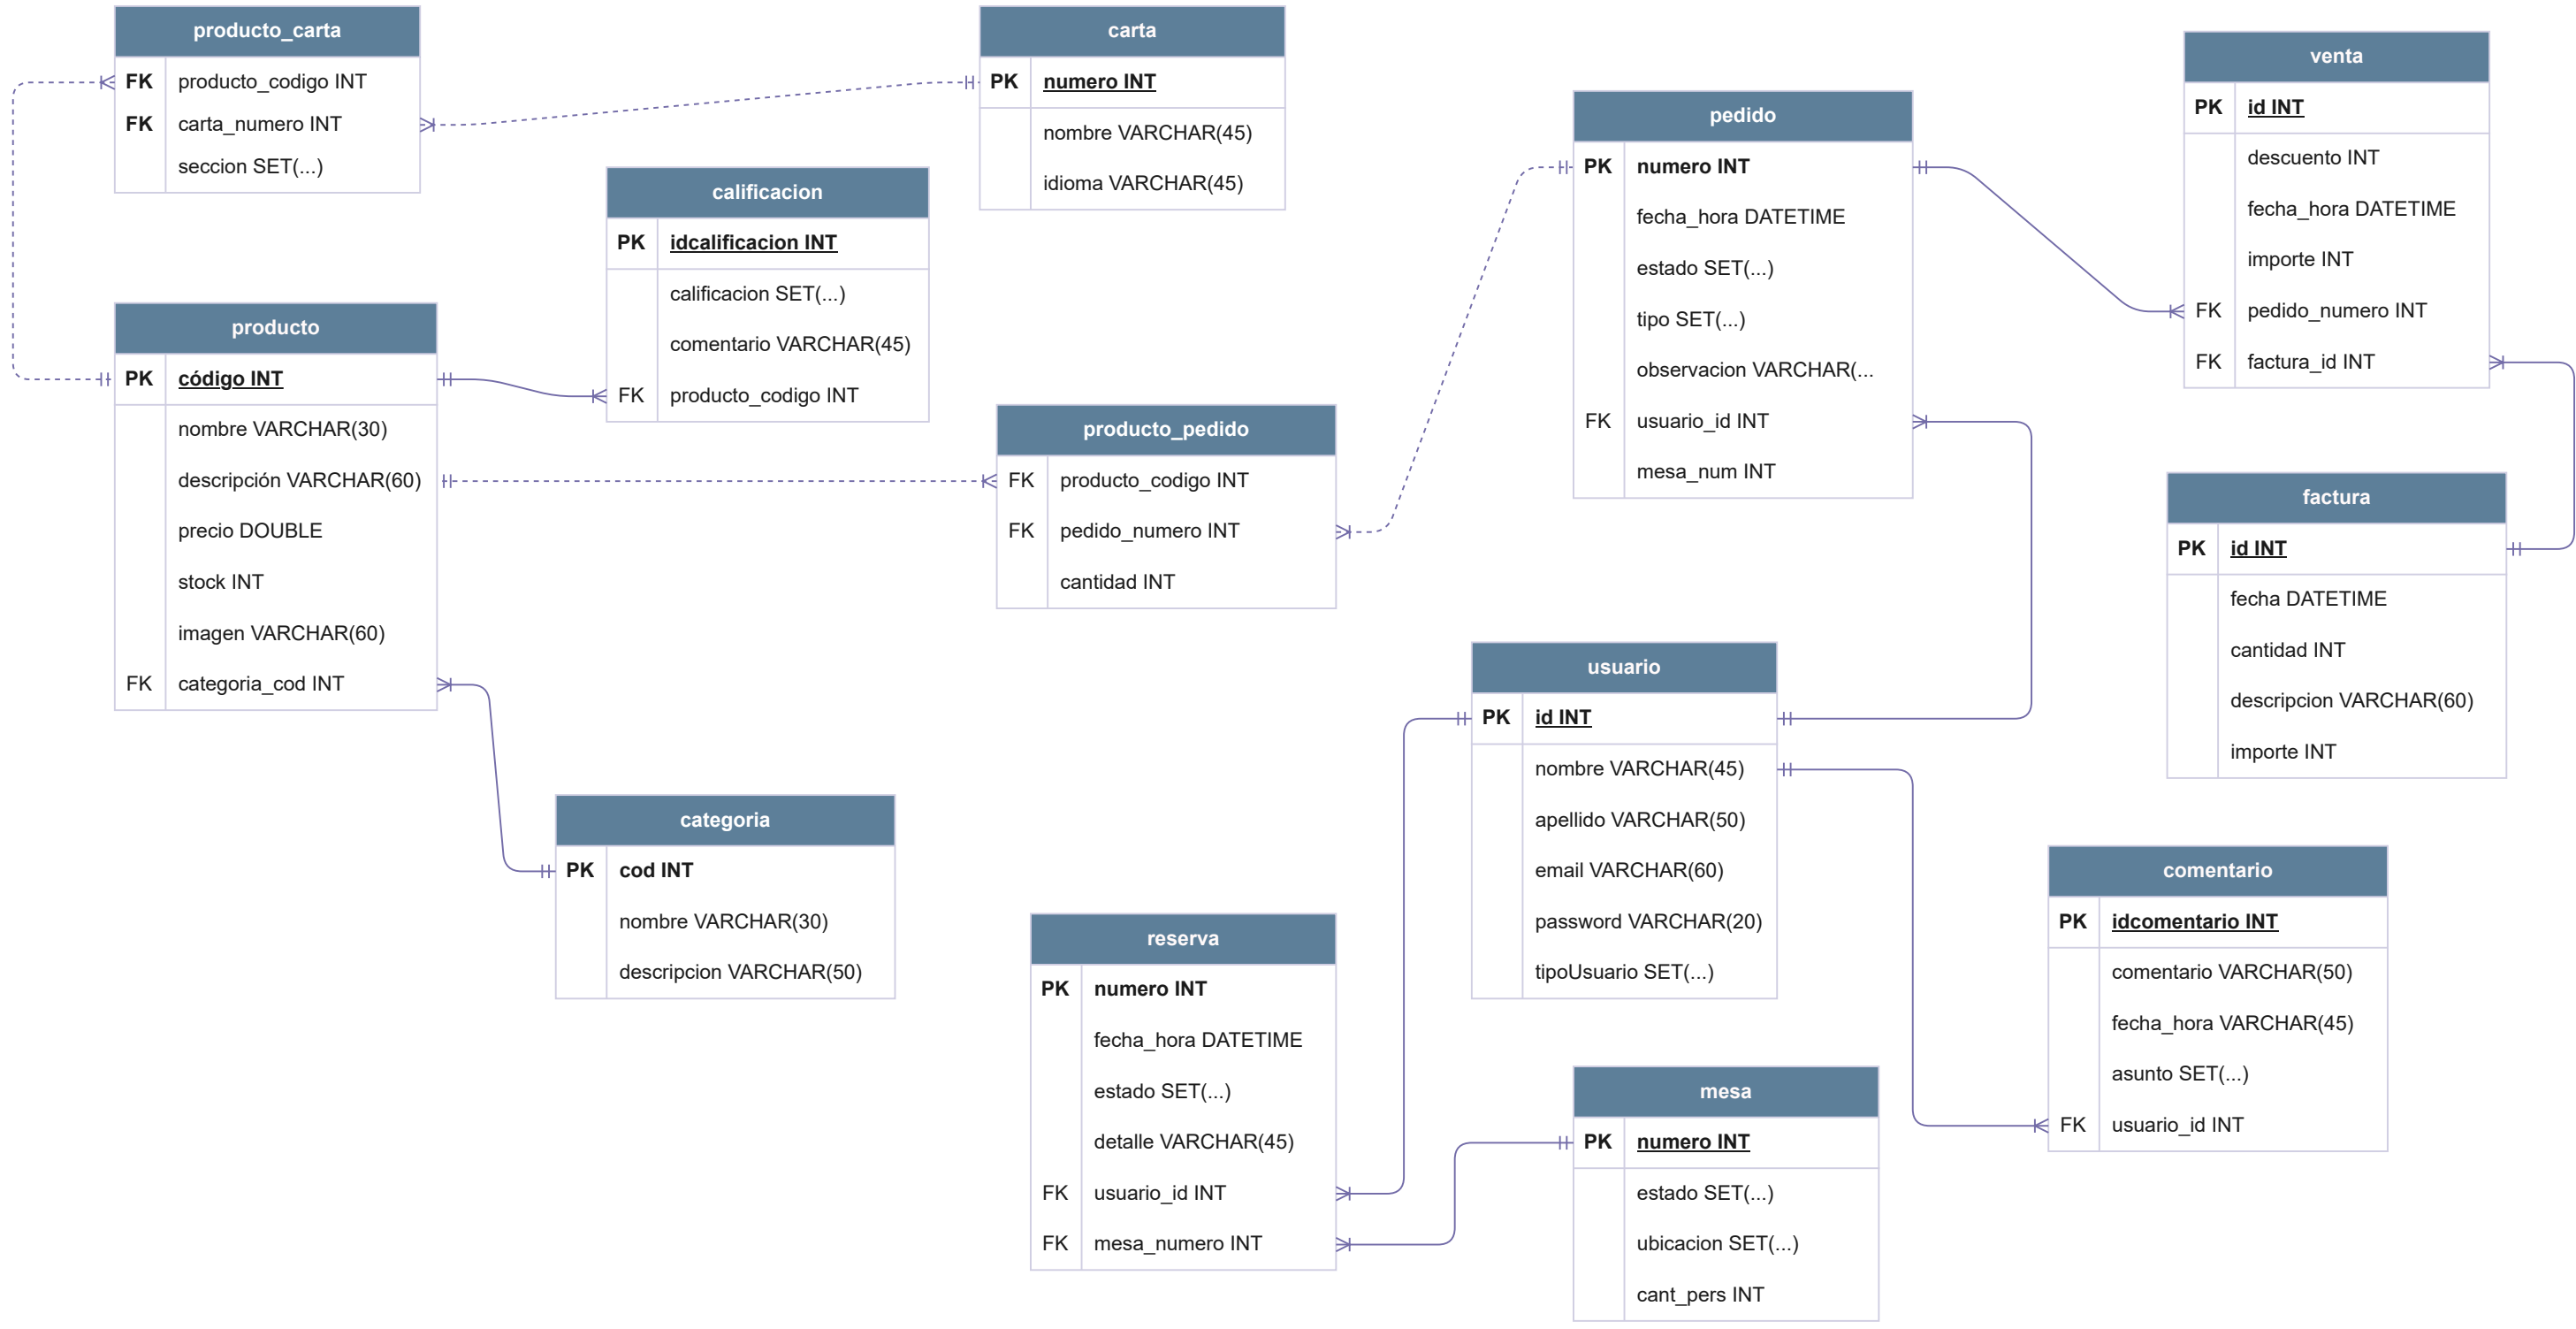 producto_carta
FK producto_codigo INT
FK carta_numero INT
seccion SET(...)
carta
PK numero INT
nombre VARCHAR(45)
idioma VARCHAR(45)
venta
PK id INT
descuento INT
fecha_hora DATETIME
importe INT
FK pedido_numero INT
FK factura_id INT
pedido
PK numero INT
fecha_hora DATETIME
estado SET(...)
tipo SET(...)
observacion VARCHAR(...
FK usuario_id INT
mesa_num INT
calificacion
PK idcalificacion INT
calificacion SET(...)
comentario VARCHAR(45)
FK producto_codigo INT
producto
PK código INT
nombre VARCHAR(30)
descripción VARCHAR(60)
precio DOUBLE
stock INT
imagen VARCHAR(60)
FK categoria_cod INT
producto_pedido
FK producto_codigo INT
FK pedido_numero INT
cantidad INT
factura
PK id INT
fecha DATETIME
cantidad INT
descripcion VARCHAR(60)
importe INT
usuario
PK id INT
nombre VARCHAR(45)
apellido VARCHAR(50)
email VARCHAR(60)
password VARCHAR(20)
tipoUsuario SET(...)
categoria
PK cod INT
nombre VARCHAR(30)
descripcion VARCHAR(50)
comentario
PK idcomentario INT
comentario VARCHAR(50)
fecha_hora VARCHAR(45)
asunto SET(...)
FK usuario_id INT
reserva
PK numero INT
fecha_hora DATETIME
estado SET(...)
detalle VARCHAR(45)
FK usuario_id INT
FK mesa_numero INT
mesa
PK numero INT
estado SET(...)
ubicacion SET(...)
cant_pers INT